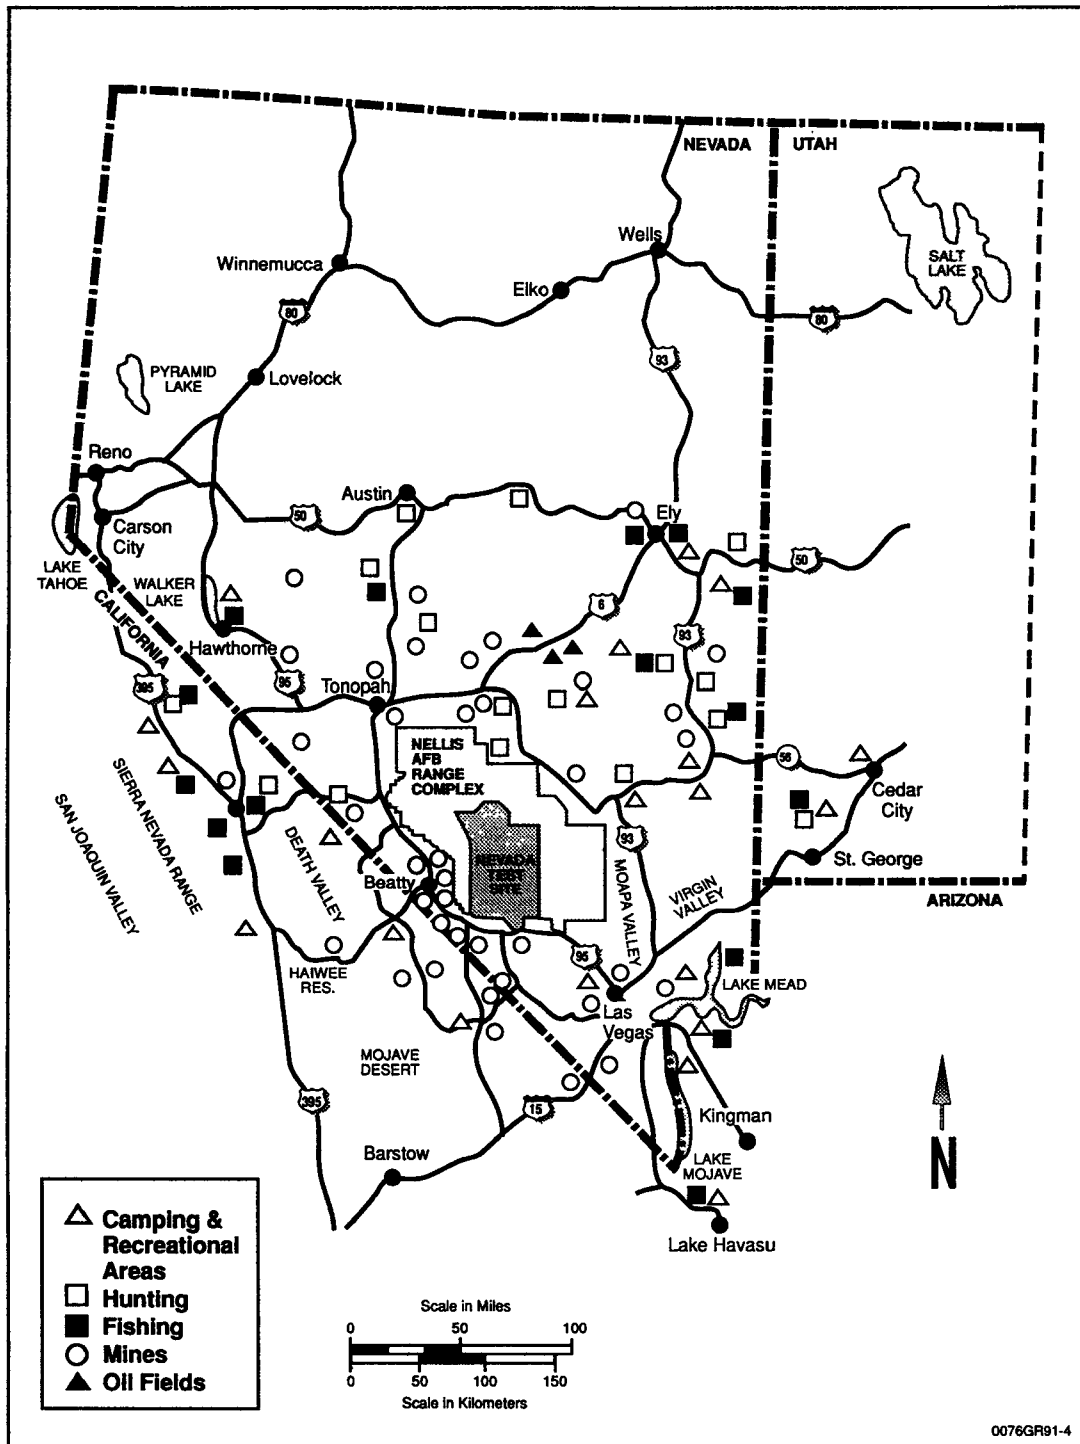 NEVADA
UTAH
Wells
SALT
LAKE
Winnemucca
Elko
80
80
93
PYRAMID
LAKE
Lovelock
Reno
Austin
50
Ely
Carson
City
LAKE
TAHOE
WALKER
LAKE
50
6
CALIFORNIA
93
Hawthorne
395
95
Tonopah
NELLIS
AFB
RANGE
COMPLEX
56
SIERRA NEVADA RANGE
SAN JOAQUIN VALLEY
Cedar
City
DEATH VALLEY
93
NEVADA
TEST
SITE
St. George
Beatty
MOAPA VALLEY
VIRGIN
VALLEY
ARIZONA
HAIWEE
RES.
95
LAKE MEAD
Las
Vegas
MOJAVE
DESERT
395
15
Kingman
N
Barstow
LAKE
MOJAVE
Lake Havasu
Camping &
Recreational
Areas
Hunting
Fishing
Mines
Oil Fields
Scale in Miles
0 50 100
0 50 100 150
Scale in Kilometers
0076GR91-4